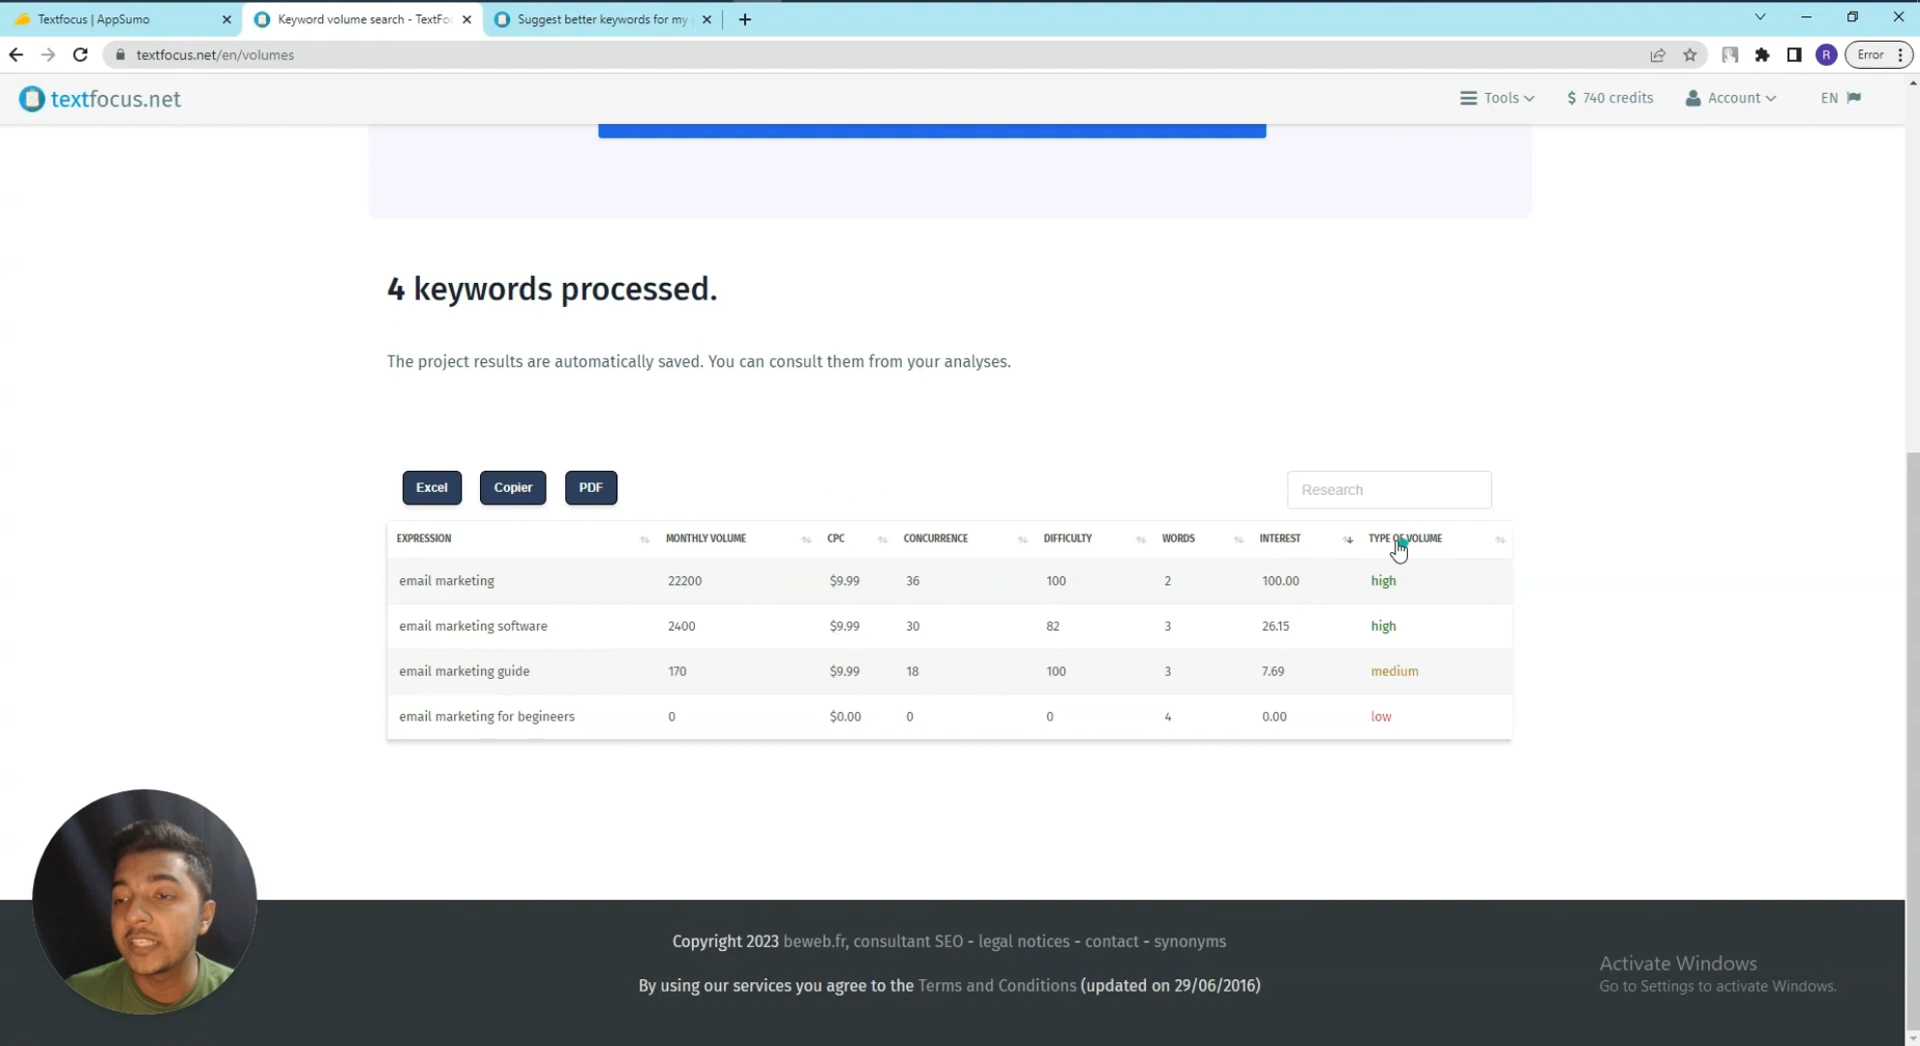 Textfocus | AppSumo
Keyword volume search - TextFo
Suggest better keywords for my
textfocus.net/en/volumes
R
Error
textfocus.net
Tools
$ 740 credits
Account
EN
4 keywords processed.
The project results are automatically saved. You can consult them from your analyses.
Excel
Copier
PDF
Research
EXPRESSION MONTHLY VOLUME CPC CONCURRENCE DIFFICULTY WORDS INTEREST TYPE OF VOLUME
email marketing 22200 $9.99 36 100 2 100.00 high
email marketing software 2400 $9.99 30 82 3 26.15 high
email marketing guide 170 $9.99 18 100 3 7.69 medium
email marketing for begineers 0 $0.00 0 0 4 0.00 low
Copyright 2023 beweb.fr, consultant SEO - legal notices - contact - synonyms
By using our services you agree to the Terms and Conditions (updated on 29/06/2016)
Activate Windows
Go to Settings to activate Windows.